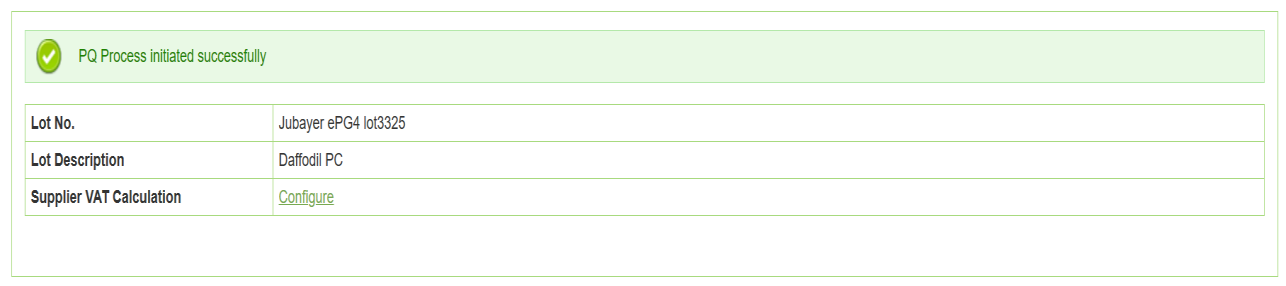 PQ Process initiated successfully
Lot No. Jubayer ePG4 lot3325
Lot Description Daffodil PC
Supplier VAT Calculation Configure